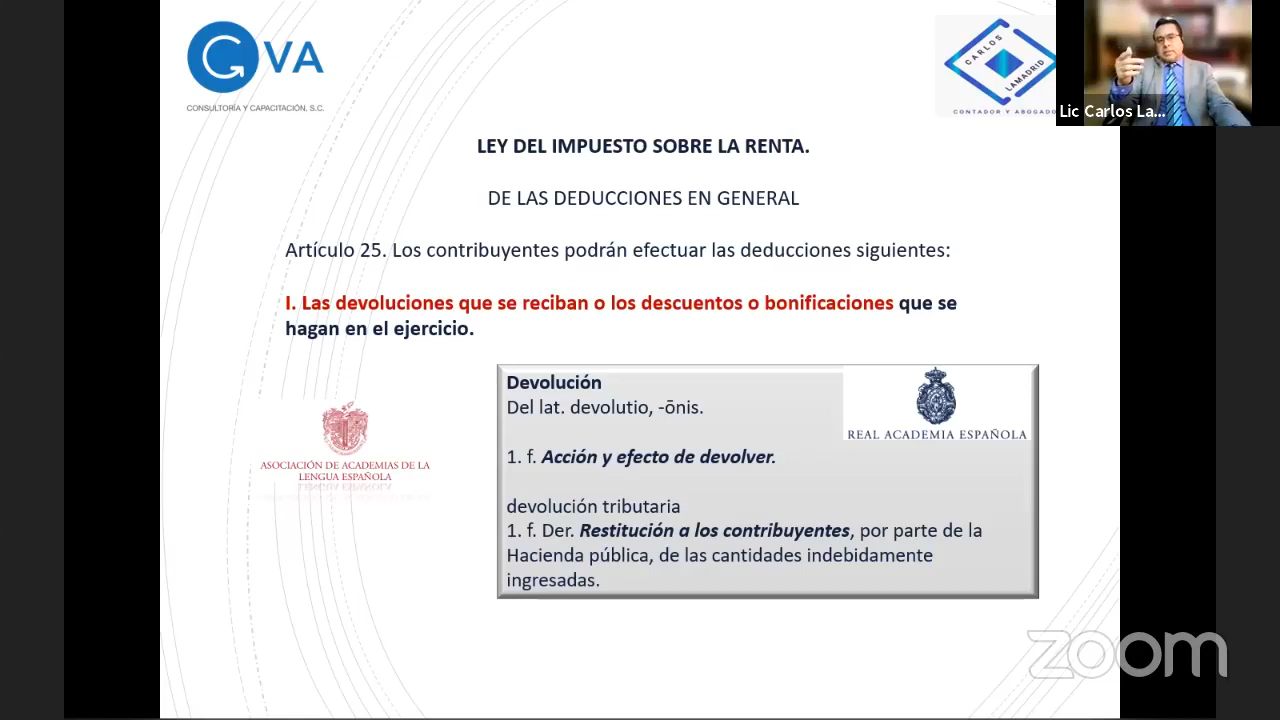 GVA
CONSULTORÍA Y CAPACITACIÓN, S.C.
CARLOS LAMADRID
CONTADOR Y ABOGADO
Lic Carlos La...
LEY DEL IMPUESTO SOBRE LA RENTA.
DE LAS DEDUCCIONES EN GENERAL
Artículo 25. Los contribuyentes podrán efectuar las deducciones siguientes:
I. Las devoluciones que se reciban o los descuentos o bonificaciones que se
hagan en el ejercicio.
ASOCIACIÓN DE ACADEMIAS DE LA
LENGUA ESPAÑOLA
Devolución
Del lat. devolutio, -ōnis.
REAL ACADEMIA ESPAÑOLA
1. f. Acción y efecto de devolver.
devolución tributaria
1. f. Der. Restitución a los contribuyentes, por parte de la
Hacienda pública, de las cantidades indebidamente
ingresadas.
zoom